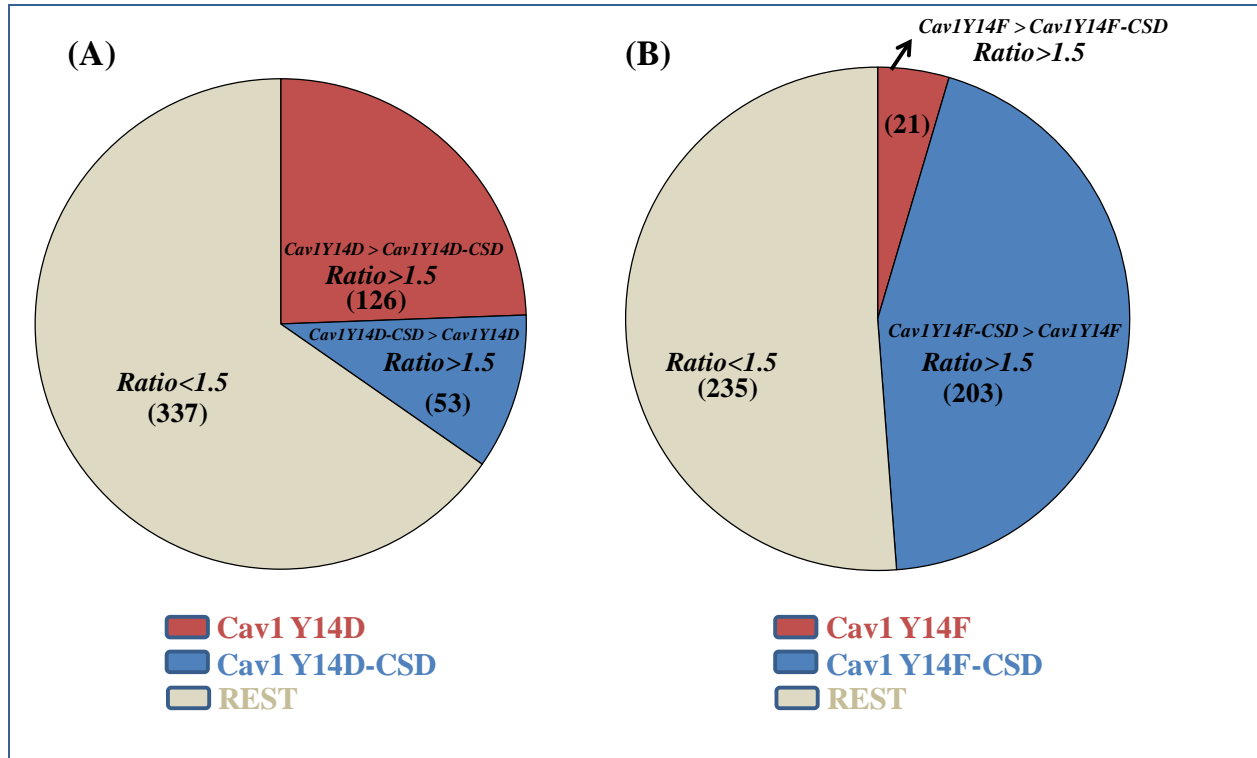 (A)
Cav1Y14D > Cav1Y14D-CSD
Ratio>1.5
(126)
Cav1Y14D-CSD > Cav1Y14D
Ratio>1.5
(53)
Ratio<1.5
(337)
Cav1 Y14D
Cav1 Y14D-CSD
REST
(B)
Cav1Y14F > Cav1Y14F-CSD
Ratio>1.5
(21)
Cav1Y14F-CSD > Cav1Y14F
Ratio>1.5
(203)
Ratio<1.5
(235)
Cav1 Y14F
Cav1 Y14F-CSD
REST